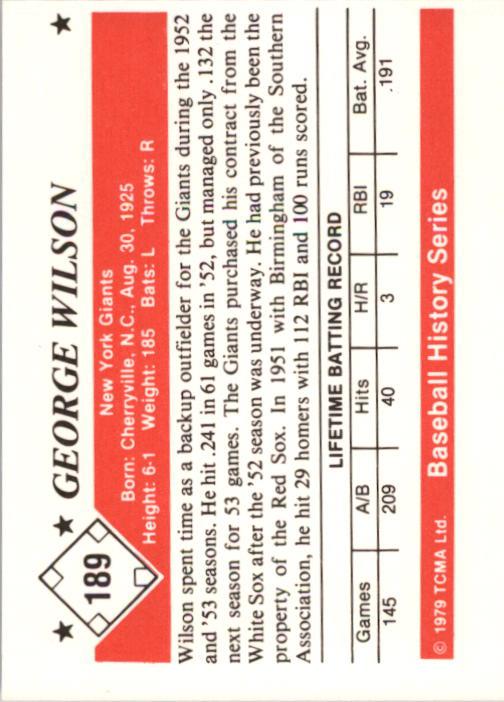 189
★ ★ GEORGE WILSON ★
New York Giants
Born: Cherryville, N.C., Aug. 30, 1925
Height: 6-1 Weight: 185 Bats: L Throws: R
Wilson spent time as a backup outfielder for the Giants during the 1952
and '53 seasons. He hit .241 in 61 games in '52, but managed only .132 the
next season for 53 games. The Giants purchased his contract from the
White Sox after the '52 season was underway. He had previously been the
property of the Red Sox. In 1951 with Birmingham of the Southern
Association, he hit 29 homers with 112 RBI and 100 runs scored.
LIFETIME BATTING RECORD
Games A/B Hits H/R RBI Bat. Avg.
145 209 40 3 19 .191
© 1979 TCMA Ltd. Baseball History Series